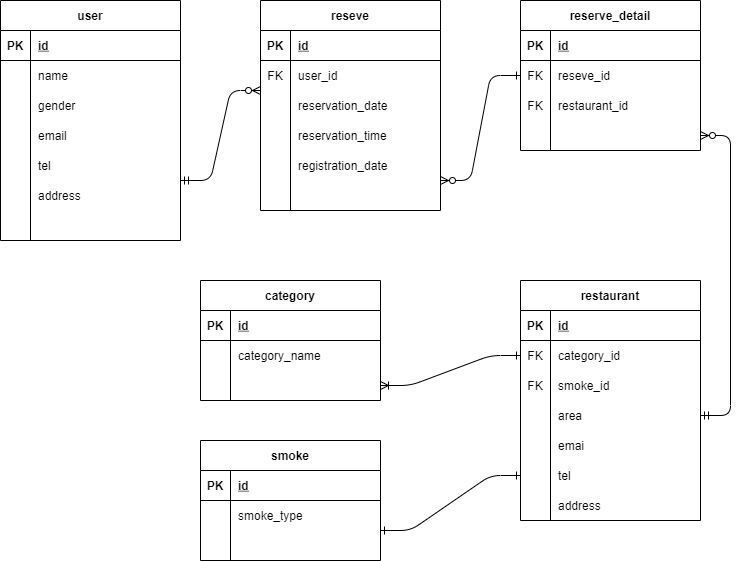 user
PK id
name
gender
email
tel
address
reseve
PK id
FK user_id
reservation_date
reservation_time
registration_date
reserve_detail
PK id
FK reseve_id
FK restaurant_id
category
PK id
category_name
restaurant
PK id
FK category_id
FK smoke_id
area
emai
tel
address
smoke
PK id
smoke_type